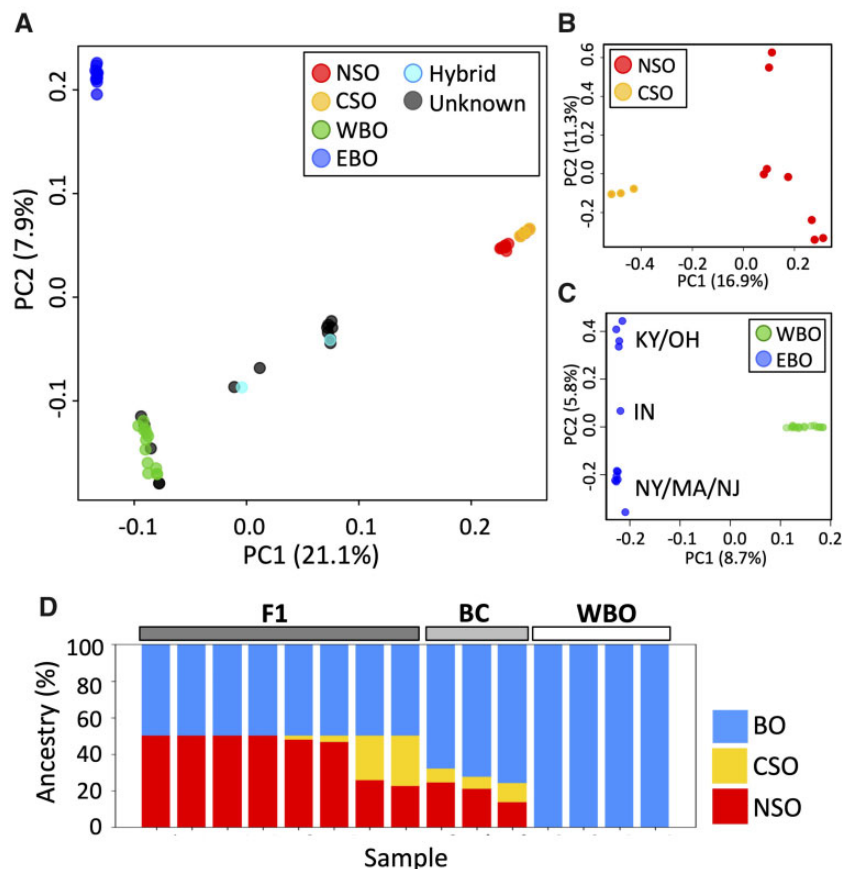 A
NSO
CSO
WBO
EBO
Hybrid
Unknown
0.2
0.1
0.0
-0.1
PC2 (7.9%)
-0.1
0.0
0.1
0.2
PC1 (21.1%)
B
NSO
CSO
0.6
0.4
0.2
0.0
-0.2
PC2 (11.3%)
-0.4
-0.2
0.0
0.2
PC1 (16.9%)
C
WBO
EBO
KY/OH
IN
NY/MA/NJ
0.4
0.2
0.0
-0.2
PC2 (5.8%)
-0.2
-0.1
0.0
0.1
0.2
PC1 (8.7%)
D
F1
BC
WBO
100
80
60
40
20
0
Ancestry (%)
Sample
BO
CSO
NSO